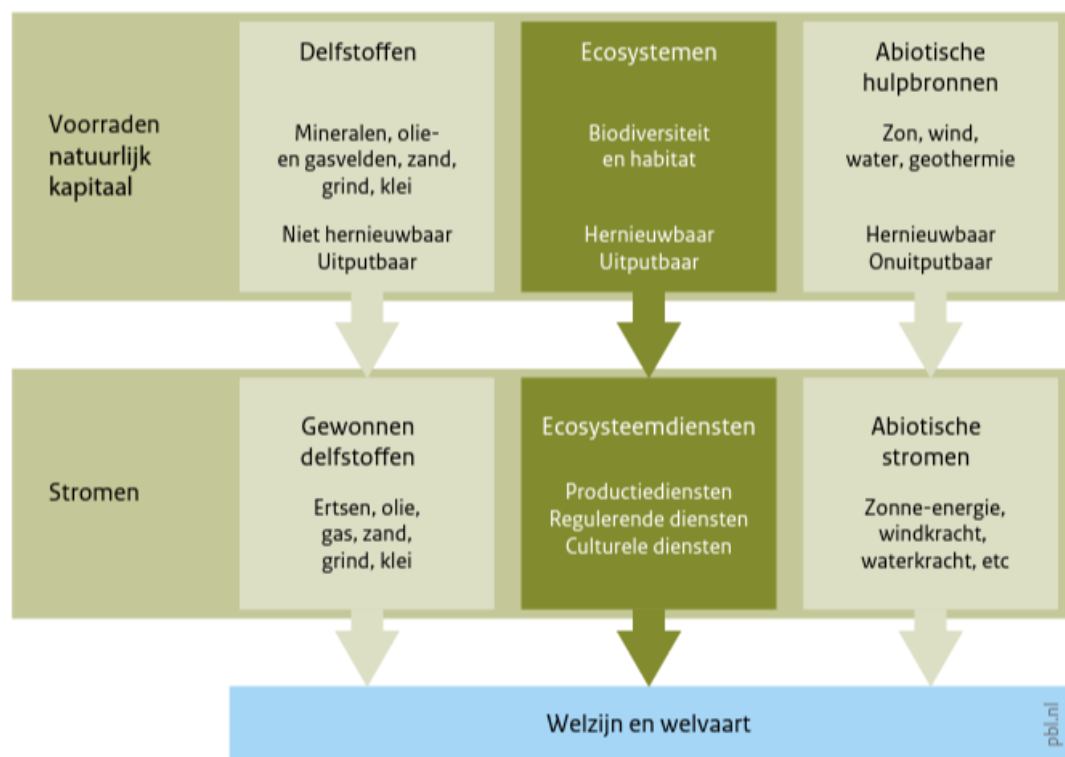 Delfstoffen
Mineralen, olie-
en gasvelden, zand,
grind, klei
Niet hernieuwbaar
Uitputbaar
Ecosystemen
Biodiversiteit
en habitat
Hernieuwbaar
Uitputbaar
Abiotische
hulpbronnen
Zon, wind,
water, geothermie
Hernieuwbaar
Onuitputbaar
Voorraden
natuurlijk
kapitaal
Gewonnen
delfstoffen
Ertsen, olie,
gas, zand,
grind, klei
Ecosysteemdiensten
Productiediensten
Regulerende diensten
Culturele diensten
Abiotische
stromen
Zonne-energie,
windkracht,
waterkracht, etc
Stromen
Welzijn en welvaart
pbl.nl